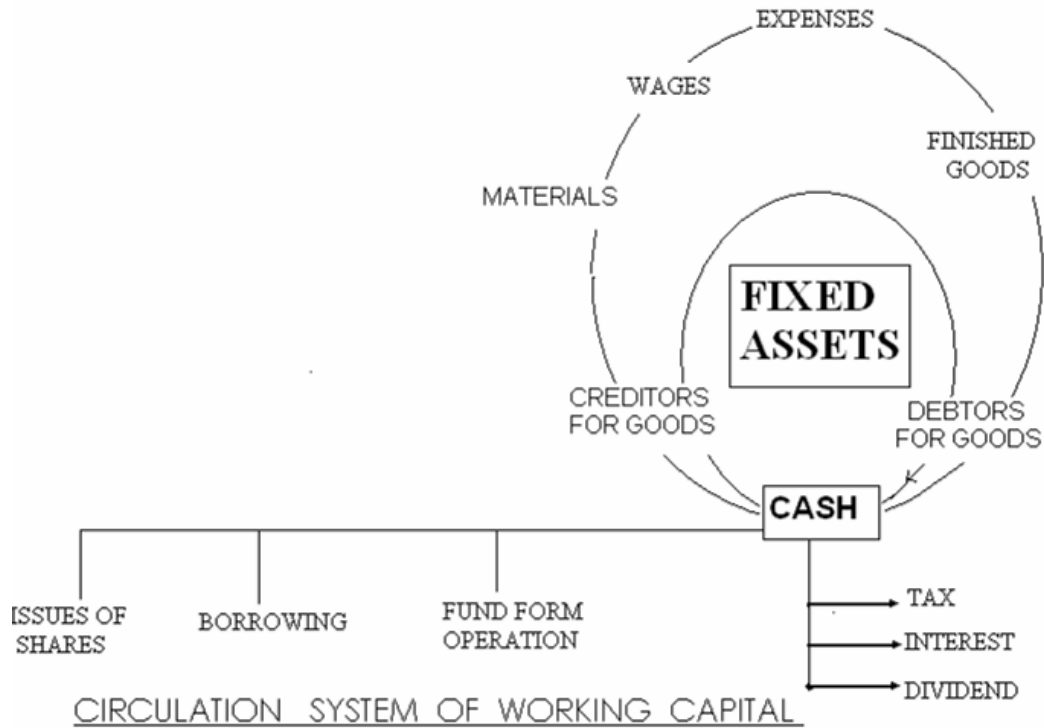 EXPENSES
WAGES
FINISHED
GOODS
MATERIALS
FIXED
ASSETS
CREDITORS
FOR GOODS
DEBTORS
FOR GOODS
CASH
ISSUES OF
SHARES
BORROWING
FUND FORM
OPERATION
TAX
INTEREST
DIVIDEND
CIRCULATION SYSTEM OF WORKING CAPITAL